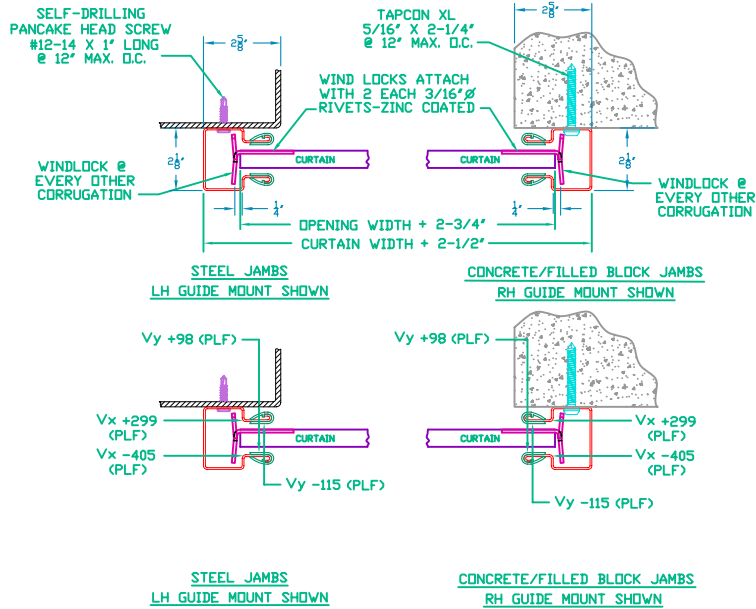 SELF-DRILLING
PANCAKE HEAD SCREW
#12-14 X 1" LONG
@ 12" MAX. O.C.
2 5/8"
TAPCON XL
5/16" X 2-1/4"
@ 12" MAX. O.C.
2 5/8"
WIND LOCKS ATTACH
WITH 2 EACH 3/16"Ø
RIVETS-ZINC COATED
2 1/8"
CURTAIN
CURTAIN
2 1/8"
WINDLOCK @
EVERY OTHER
CORRUGATION
WINDLOCK @
EVERY OTHER
CORRUGATION
1/4"
1/4"
OPENING WIDTH + 2-3/4"
CURTAIN WIDTH + 2-1/2"
STEEL JAMBS
LH GUIDE MOUNT SHOWN
CONCRETE/FILLED BLOCK JAMBS
RH GUIDE MOUNT SHOWN
Vy +98 (PLF)
Vy +98 (PLF)
Vx +299
(PLF)
Vx +299
(PLF)
CURTAIN
CURTAIN
Vx -405
(PLF)
Vx -405
(PLF)
Vy -115 (PLF)
Vy -115 (PLF)
STEEL JAMBS
LH GUIDE MOUNT SHOWN
CONCRETE/FILLED BLOCK JAMBS
RH GUIDE MOUNT SHOWN